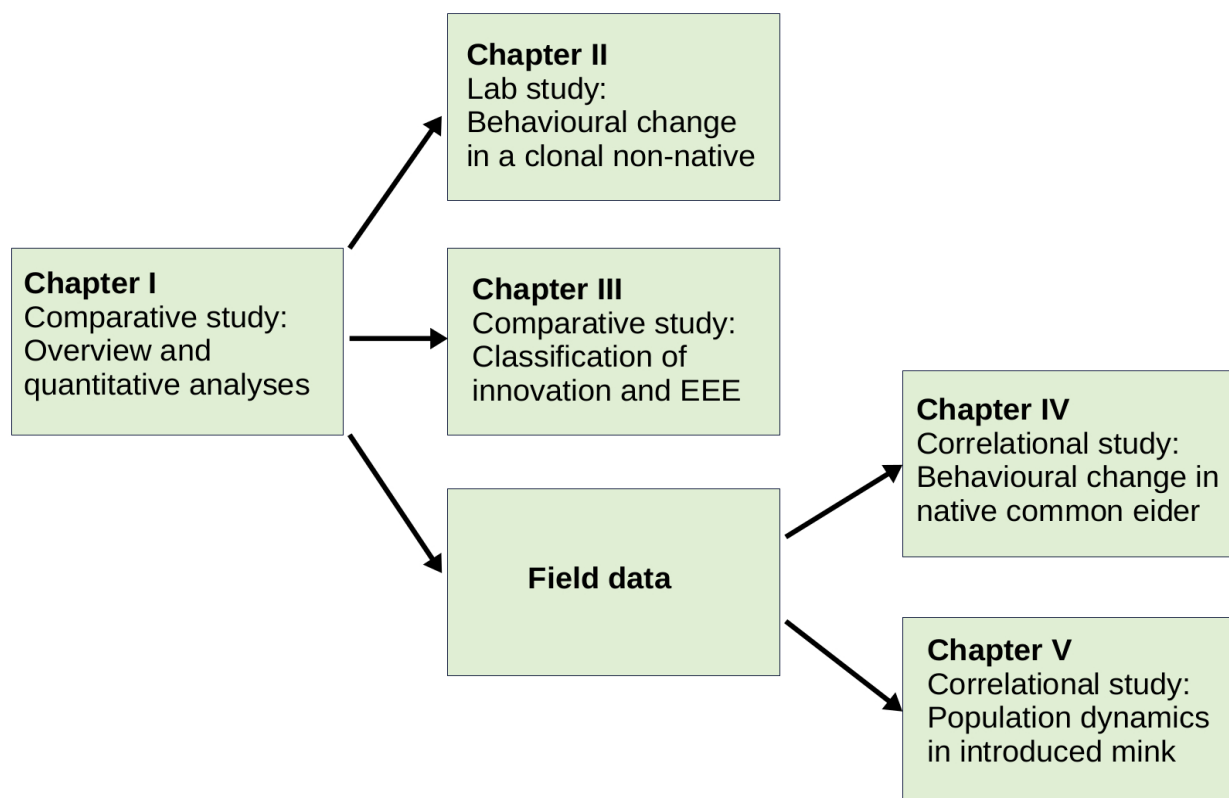 Chapter II
Lab study:
Behavioural change
in a clonal non-native
Chapter I
Comparative study:
Overview and
quantitative analyses
Chapter III
Comparative study:
Classification of
innovation and EEE
Field data
Chapter IV
Correlational study:
Behavioural change in
native common eider
Chapter V
Correlational study:
Population dynamics
in introduced mink